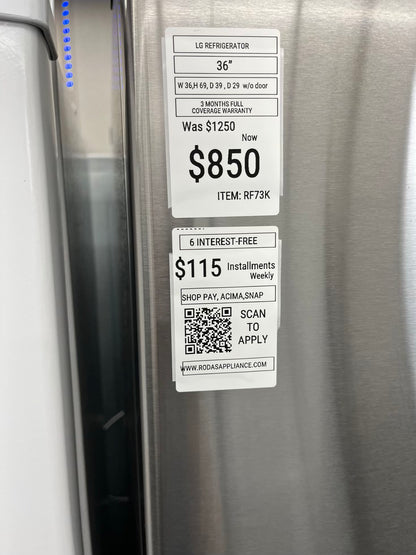 LG REFRIGERATOR
36”
W 36,H 69, D 39 , D 29 w/o door
3 MONTHS FULL
COVERAGE WARRANTY
Was $1250
Now
$850
ITEM: RF73K
6 INTEREST-FREE
$115 Installments
Weekly
SHOP PAY, ACIMA,SNAP
SCAN
TO
APPLY
WWW.RODASAPPLIANCE.COM